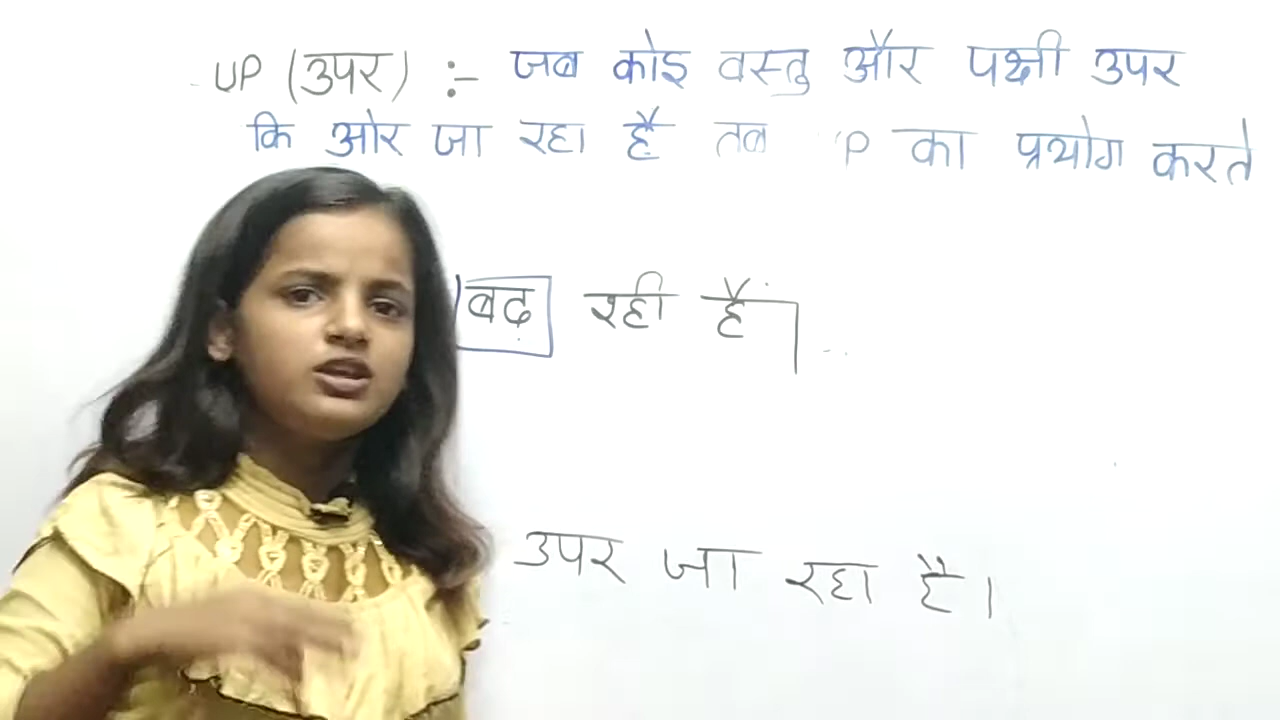 UP (उपर) :- जब कोइ वस्तु और पक्षी उपर
कि ओर जा रहा है तब P का प्रयोग करते
बढ़ रही है।
उपर जा रहा है।